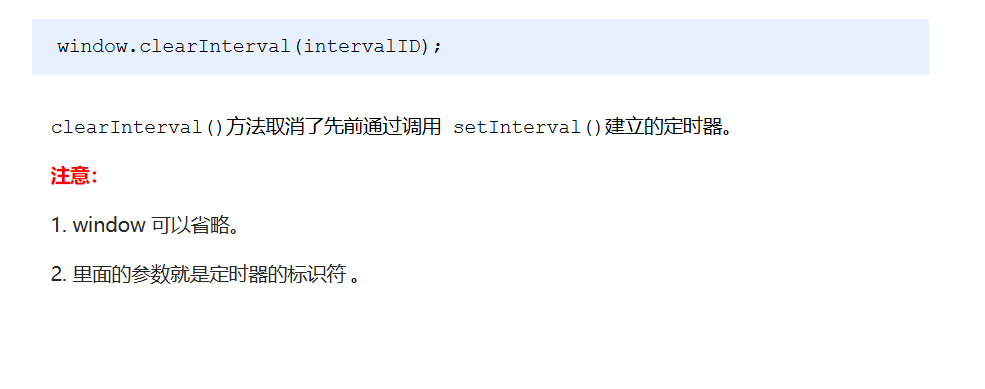 window.clearInterval(intervalID);
clearInterval()方法取消了先前通过调用 setInterval()建立的定时器。
注意：
1. window 可以省略。
2. 里面的参数就是定时器的标识符 。